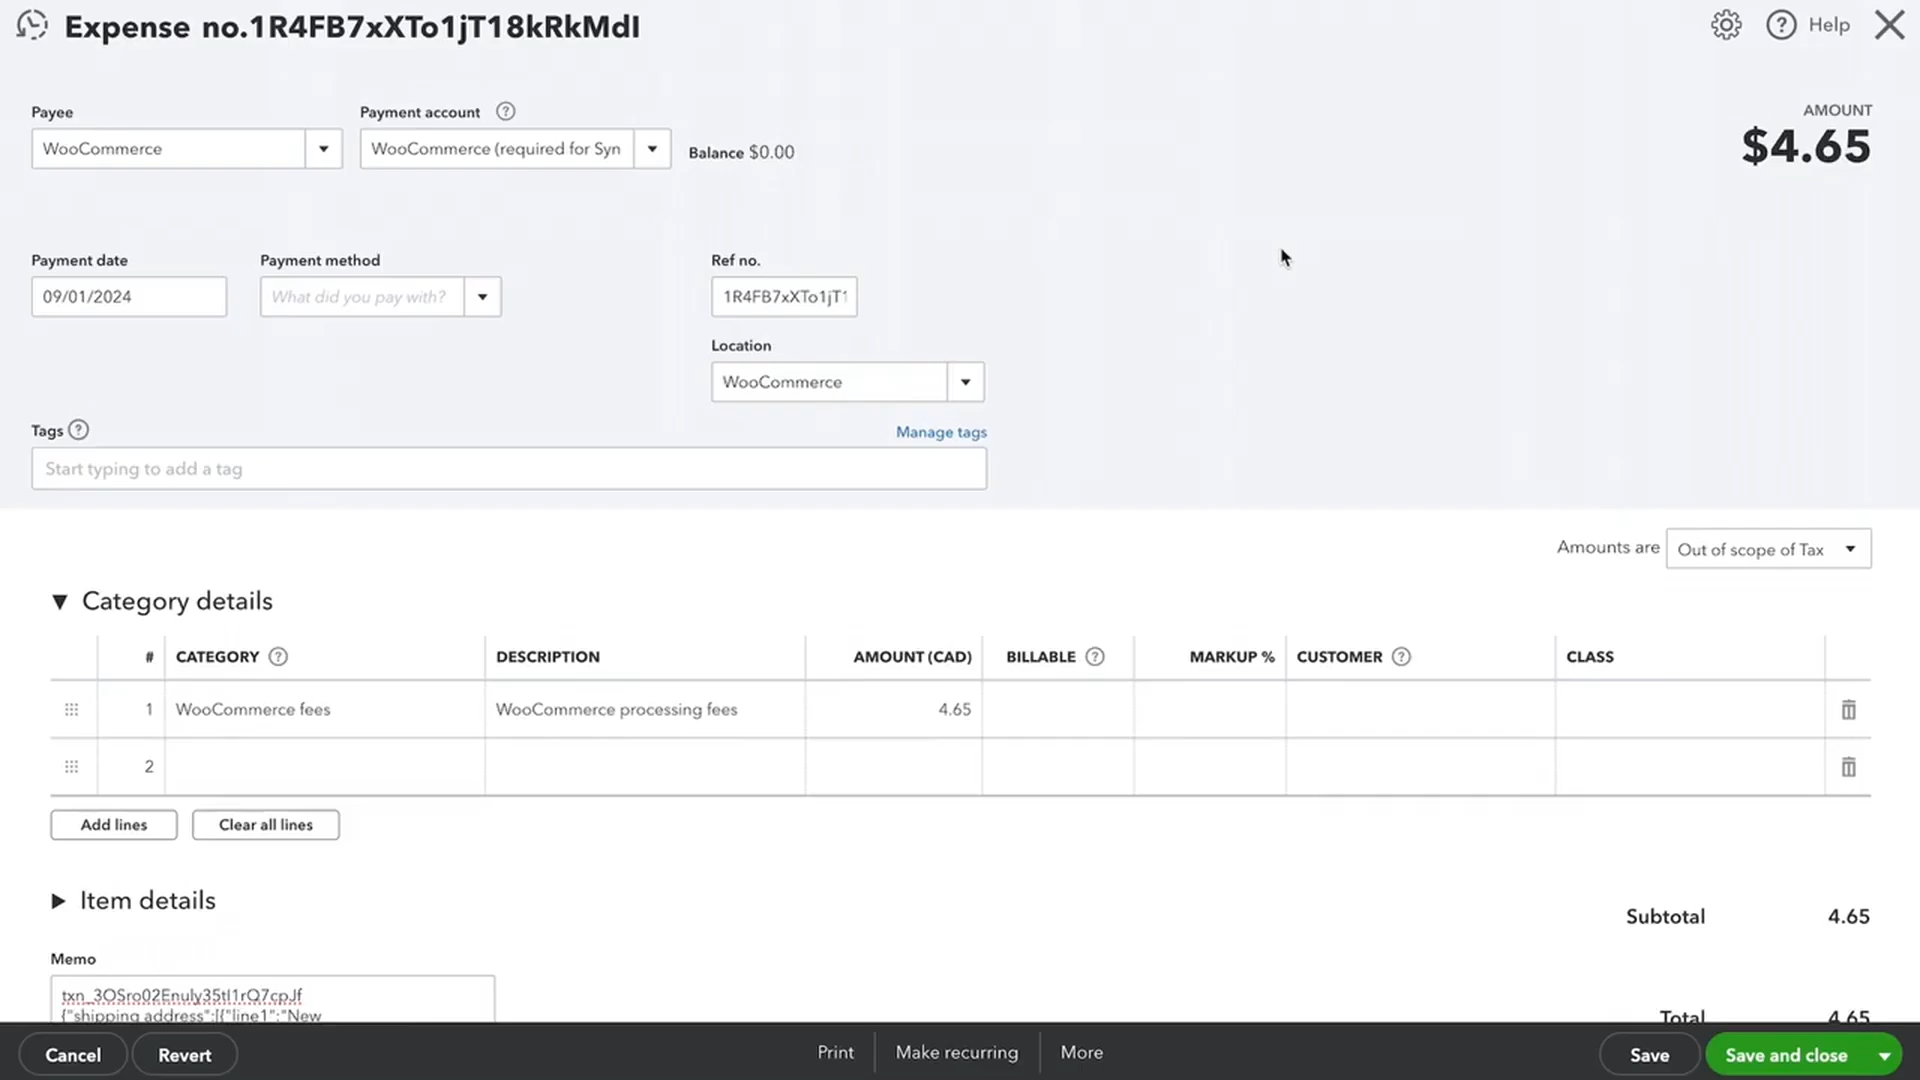 Expense no.1R4FB7xXTo1jT18kRkMdI
Help
Payee
Payment account
AMOUNT
WooCommerce
WooCommerce (required for Syn
Balance $0.00
$4.65
Payment date
Payment method
Ref no.
09/01/2024
What did you pay with?
1R4FB7xXTo1jT1
Location
WooCommerce
Tags
Manage tags
Start typing to add a tag
Amounts are
Out of scope of Tax
Category details
# CATEGORY DESCRIPTION AMOUNT (CAD) BILLABLE MARKUP % CUSTOMER CLASS
1 WooCommerce fees WooCommerce processing fees 4.65
2
Add lines
Clear all lines
Item details
Subtotal 4.65
Memo
txn_3OSro02Enuly35tI1rQ7cpJf
{"shipping address":[{"line1":"New
Total 4.65
Cancel
Revert
Print
Make recurring
More
Save
Save and close